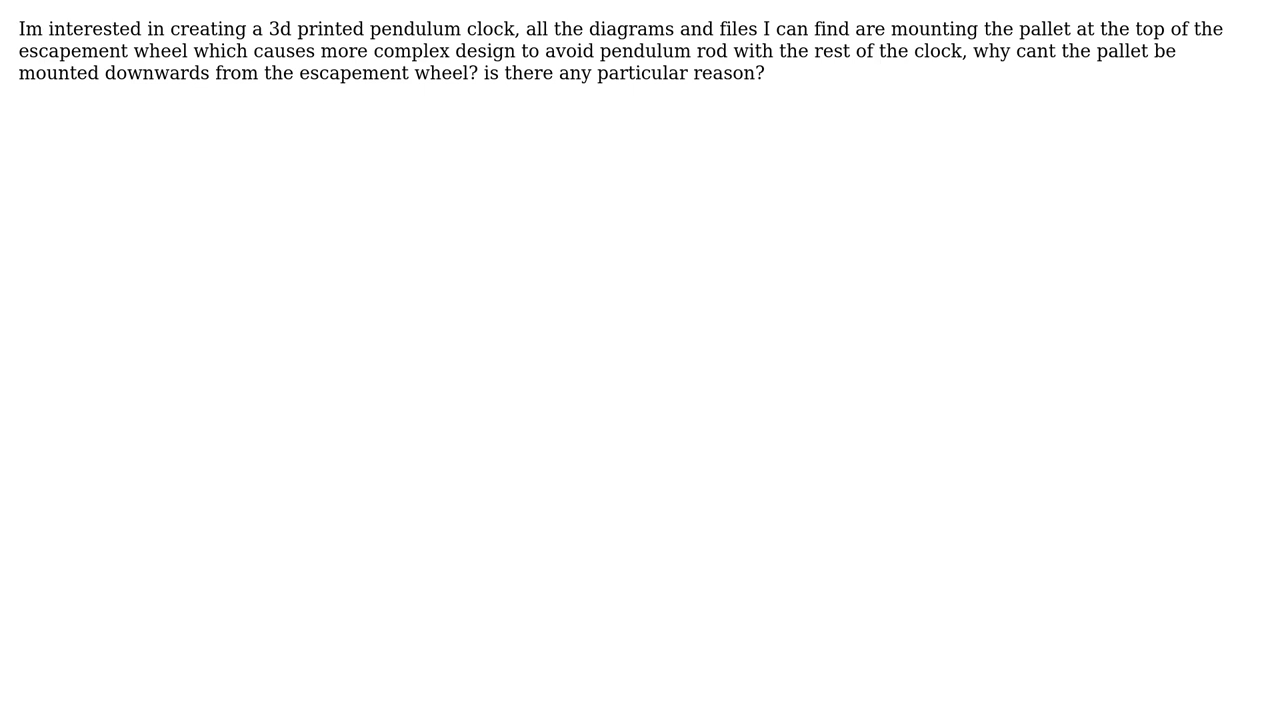 Im interested in creating a 3d printed pendulum clock, all the diagrams and files I can find are mounting the pallet at the top of the
escapement wheel which causes more complex design to avoid pendulum rod with the rest of the clock, why cant the pallet be
mounted downwards from the escapement wheel? is there any particular reason?